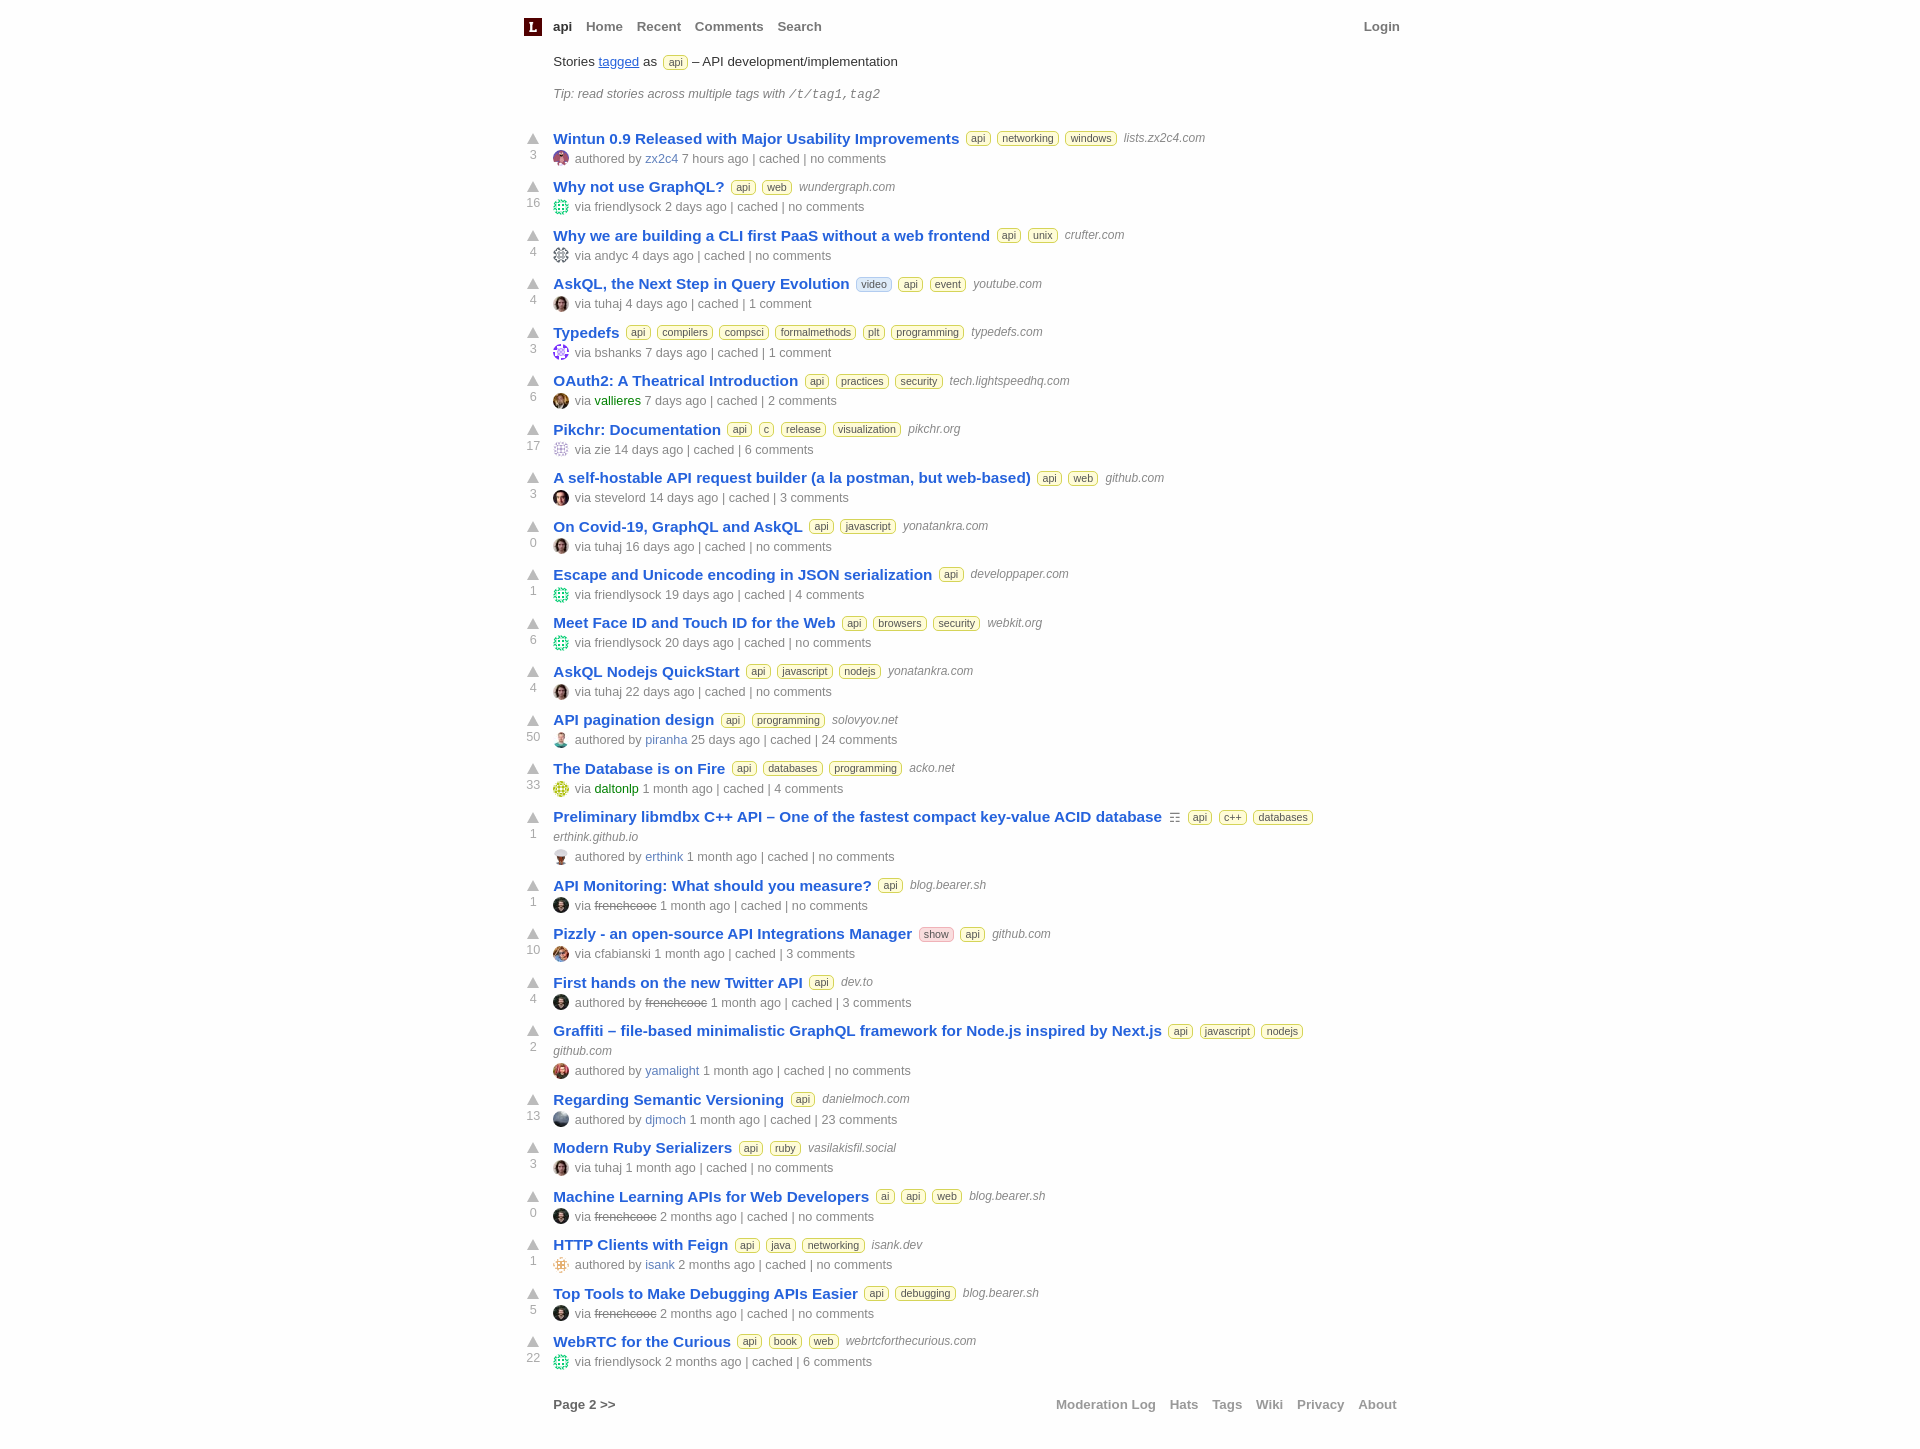 L api Home Recent Comments Search Login
Stories tagged as api – API development/implementation
Tip: read stories across multiple tags with /t/tag1,tag2
Wintun 0.9 Released with Major Usability Improvements api networking windows lists.zx2c4.com
3 authored by zx2c4 7 hours ago | cached | no comments
Why not use GraphQL? api web wundergraph.com
16 via friendlysock 2 days ago | cached | no comments
Why we are building a CLI first PaaS without a web frontend api unix crufter.com
4 via andyc 4 days ago | cached | no comments
AskQL, the Next Step in Query Evolution video api event youtube.com
4 via tuhaj 4 days ago | cached | 1 comment
Typedefs api compilers compsci formalmethods plt programming typedefs.com
3 via bshanks 7 days ago | cached | 1 comment
OAuth2: A Theatrical Introduction api practices security tech.lightspeedhq.com
6 via vallieres 7 days ago | cached | 2 comments
Pikchr: Documentation api c release visualization pikchr.org
17 via zie 14 days ago | cached | 6 comments
A self-hostable API request builder (a la postman, but web-based) api web github.com
3 via stevelord 14 days ago | cached | 3 comments
On Covid-19, GraphQL and AskQL api javascript yonatankra.com
0 via tuhaj 16 days ago | cached | no comments
Escape and Unicode encoding in JSON serialization api developpaper.com
1 via friendlysock 19 days ago | cached | 4 comments
Meet Face ID and Touch ID for the Web api browsers security webkit.org
6 via friendlysock 20 days ago | cached | no comments
AskQL Nodejs QuickStart api javascript nodejs yonatankra.com
4 via tuhaj 22 days ago | cached | no comments
API pagination design api programming solovyov.net
50 authored by piranha 25 days ago | cached | 24 comments
The Database is on Fire api databases programming acko.net
33 via daltonlp 1 month ago | cached | 4 comments
Preliminary libmdbx C++ API – One of the fastest compact key-value ACID database ☶ api c++ databases
1 erthink.github.io
authored by erthink 1 month ago | cached | no comments
API Monitoring: What should you measure? api blog.bearer.sh
1 via frenchcooc 1 month ago | cached | no comments
Pizzly - an open-source API Integrations Manager show api github.com
10 via cfabianski 1 month ago | cached | 3 comments
First hands on the new Twitter API api dev.to
4 authored by frenchcooc 1 month ago | cached | 3 comments
Graffiti – file-based minimalistic GraphQL framework for Node.js inspired by Next.js api javascript nodejs
2 github.com
authored by yamalight 1 month ago | cached | no comments
Regarding Semantic Versioning api danielmoch.com
13 authored by djmoch 1 month ago | cached | 23 comments
Modern Ruby Serializers api ruby vasilakisfil.social
3 via tuhaj 1 month ago | cached | no comments
Machine Learning APIs for Web Developers ai api web blog.bearer.sh
0 via frenchcooc 2 months ago | cached | no comments
HTTP Clients with Feign api java networking isank.dev
1 authored by isank 2 months ago | cached | no comments
Top Tools to Make Debugging APIs Easier api debugging blog.bearer.sh
5 via frenchcooc 2 months ago | cached | no comments
WebRTC for the Curious api book web webrtcforthecurious.com
22 via friendlysock 2 months ago | cached | 6 comments
Page 2 >> Moderation Log Hats Tags Wiki Privacy About